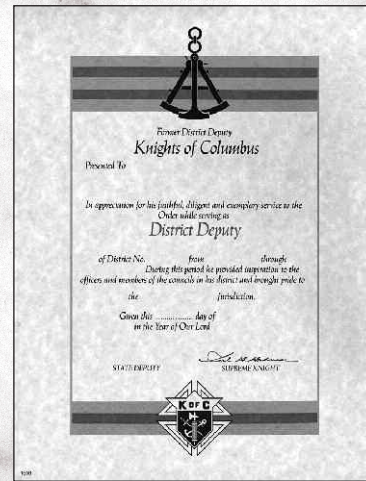 Former District Deputy
Knights of Columbus
Presented To
In appreciation for his faithful, diligent and exemplary service to the
Order while serving as
District Deputy
of District No. from through
During this period he provided inspiration to the
officers and members of the councils in his district and brought pride to
the Jurisdiction.
Given this ................ day of
in the Year of Our Lord
STATE DEPUTY SUPREME KNIGHT
K OF C